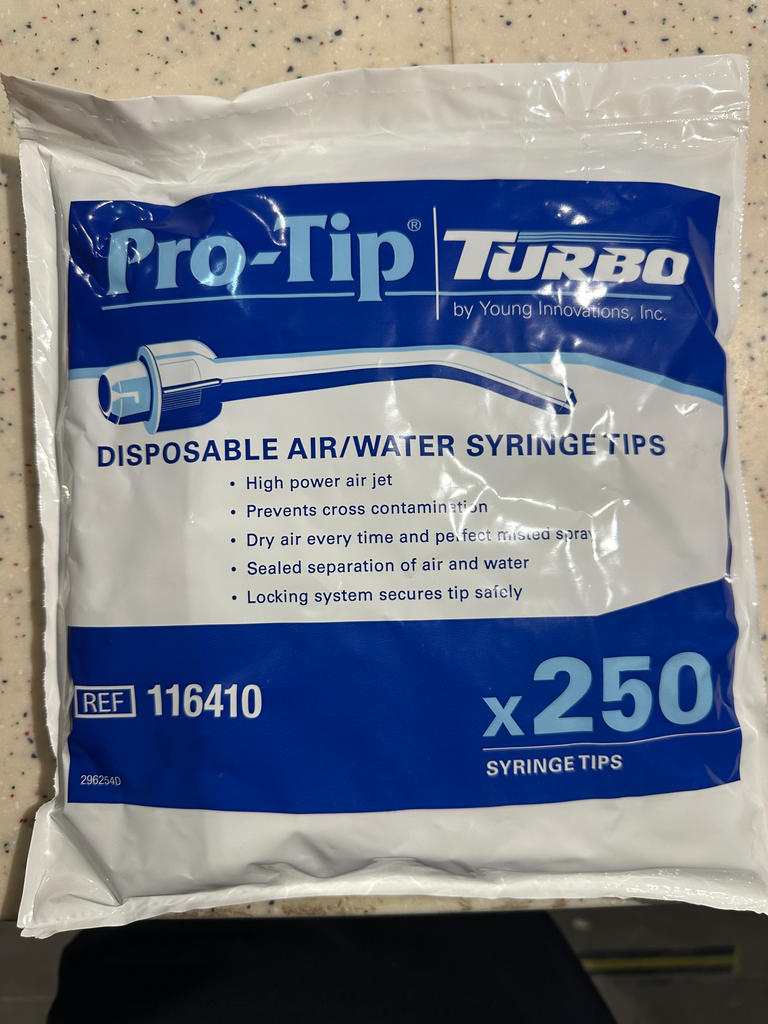 Pro-Tip® | TURBO
by Young Innovations, Inc.
DISPOSABLE AIR/WATER SYRINGE TIPS
• High power air jet
• Prevents cross contamination
• Dry air every time and perfect misted spray
• Sealed separation of air and water
• Locking system secures tip safely
REF 116410
x250
SYRINGE TIPS
296254D